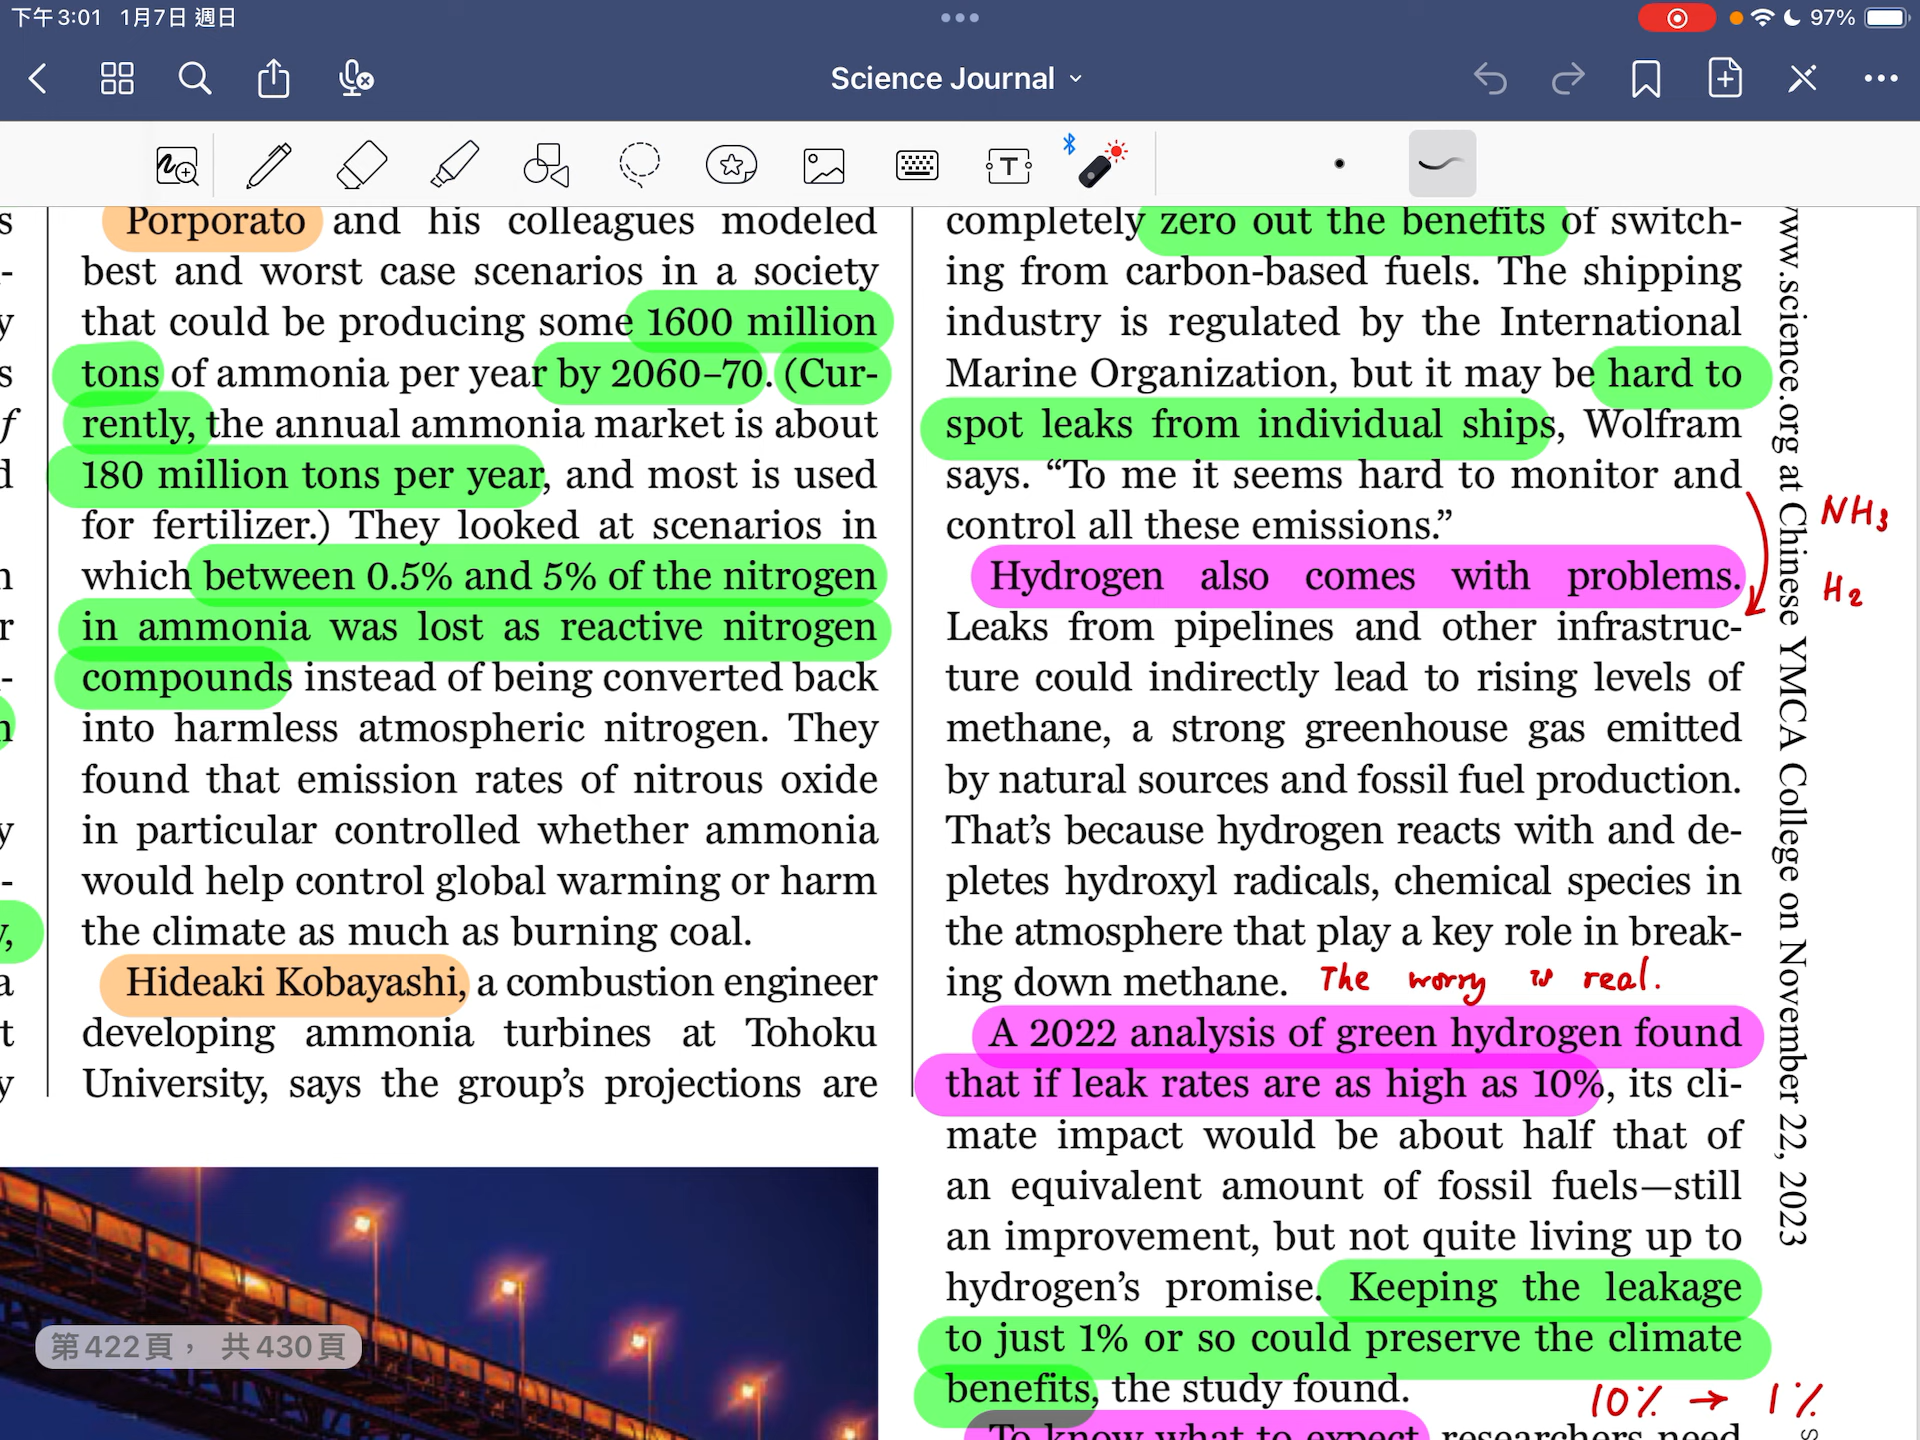 下午3:01 1月7日 週日
97%
Science Journal
T
Porporato and his colleagues modeled
best and worst case scenarios in a society
that could be producing some 1600 million
tons of ammonia per year by 2060–70. (Cur-
rently, the annual ammonia market is about
180 million tons per year, and most is used
for fertilizer.) They looked at scenarios in
which between 0.5% and 5% of the nitrogen
in ammonia was lost as reactive nitrogen
compounds instead of being converted back
into harmless atmospheric nitrogen. They
found that emission rates of nitrous oxide
in particular controlled whether ammonia
would help control global warming or harm
the climate as much as burning coal.
Hideaki Kobayashi, a combustion engineer
developing ammonia turbines at Tohoku
University, says the group’s projections are
第422頁， 共430頁
completely zero out the benefits of switch-
ing from carbon-based fuels. The shipping
industry is regulated by the International
Marine Organization, but it may be hard to
spot leaks from individual ships, Wolfram
says. “To me it seems hard to monitor and
control all these emissions.”
Hydrogen also comes with problems.
Leaks from pipelines and other infrastruc-
ture could indirectly lead to rising levels of
methane, a strong greenhouse gas emitted
by natural sources and fossil fuel production.
That’s because hydrogen reacts with and de-
pletes hydroxyl radicals, chemical species in
the atmosphere that play a key role in break-
ing down methane. The worry is real.
A 2022 analysis of green hydrogen found
that if leak rates are as high as 10%, its cli-
mate impact would be about half that of
an equivalent amount of fossil fuels—still
an improvement, but not quite living up to
hydrogen’s promise. Keeping the leakage
to just 1% or so could preserve the climate
benefits, the study found.
10% → 1%
To know what to expect, researchers need
NH3
H2
www.science.org at Chinese YMCA College on November 22, 2023